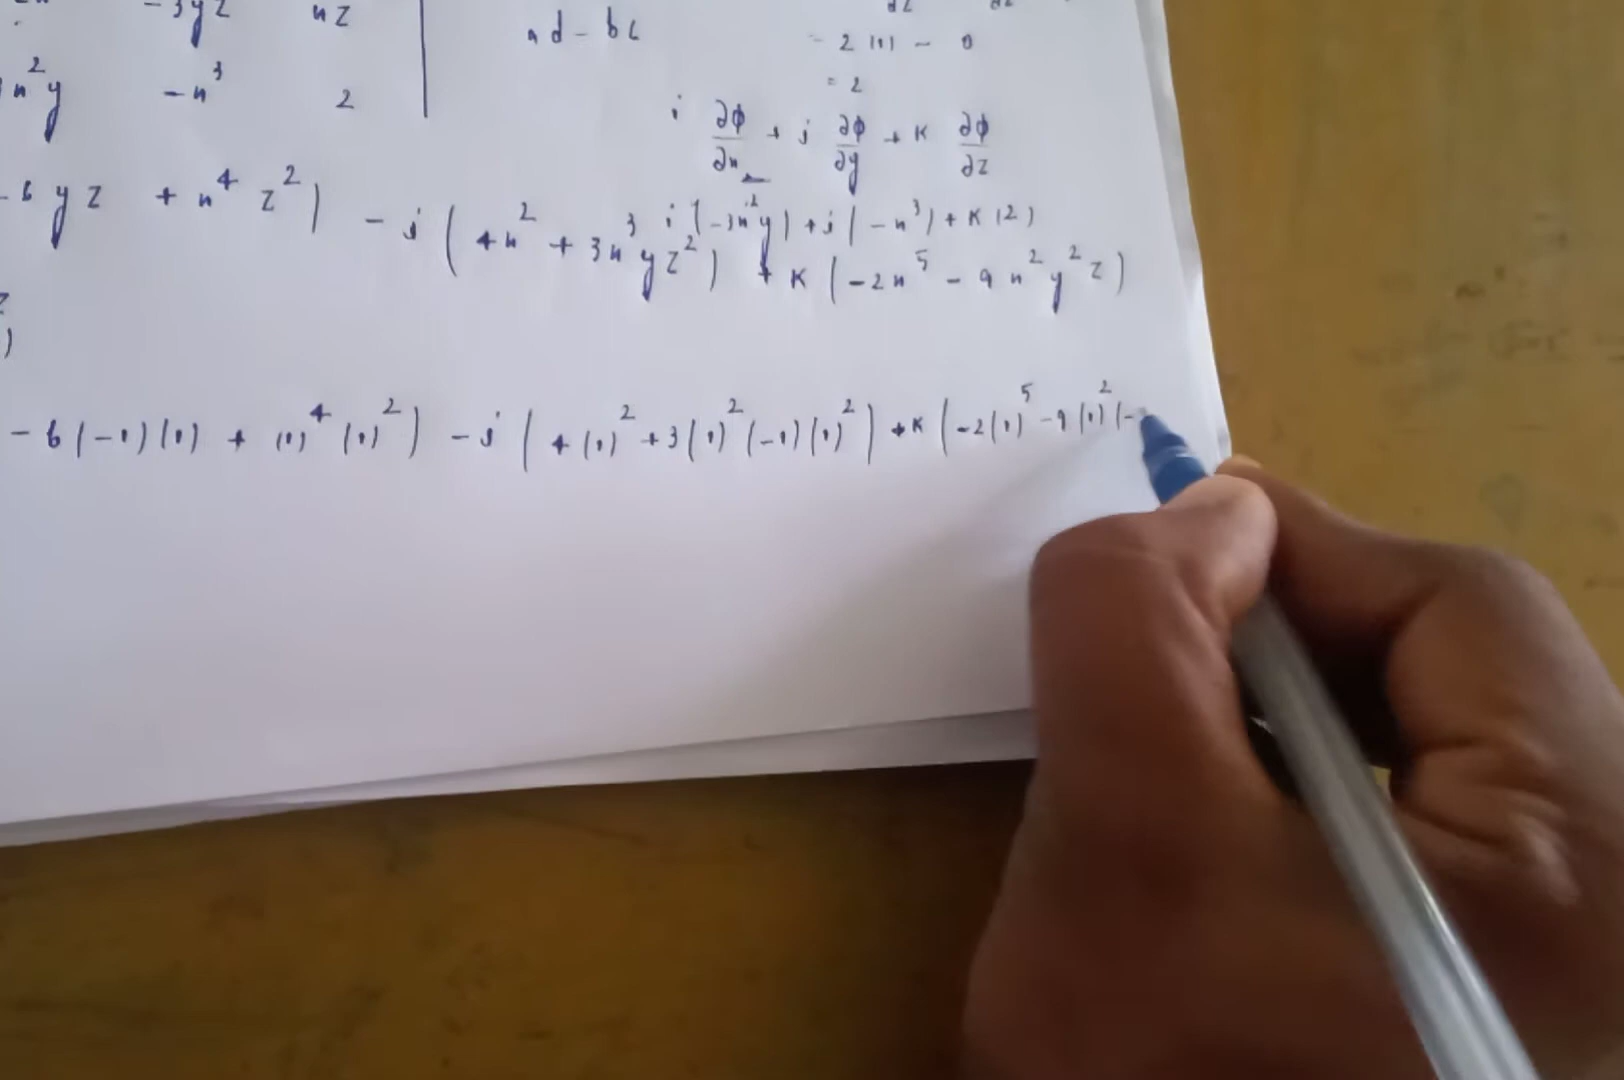 - 3yz xz
x²y - x³ 2
ad - bc
= 2(1) - 0
= 2
i ∂φ/∂x + j ∂φ/∂y + k ∂φ/∂z
i(-3x²y) + j(-x³) + k(2)
- 6yz + x⁴z²) - j(4x² + 3x³yz²) + k(-2x⁵ - 9x²y²z)
)
- 6(-1)(1) + (1)⁴(1)²) - j(4(1)² + 3(1)²(-1)(1)²) + k(-2(1)⁵ - 9(1)²(-